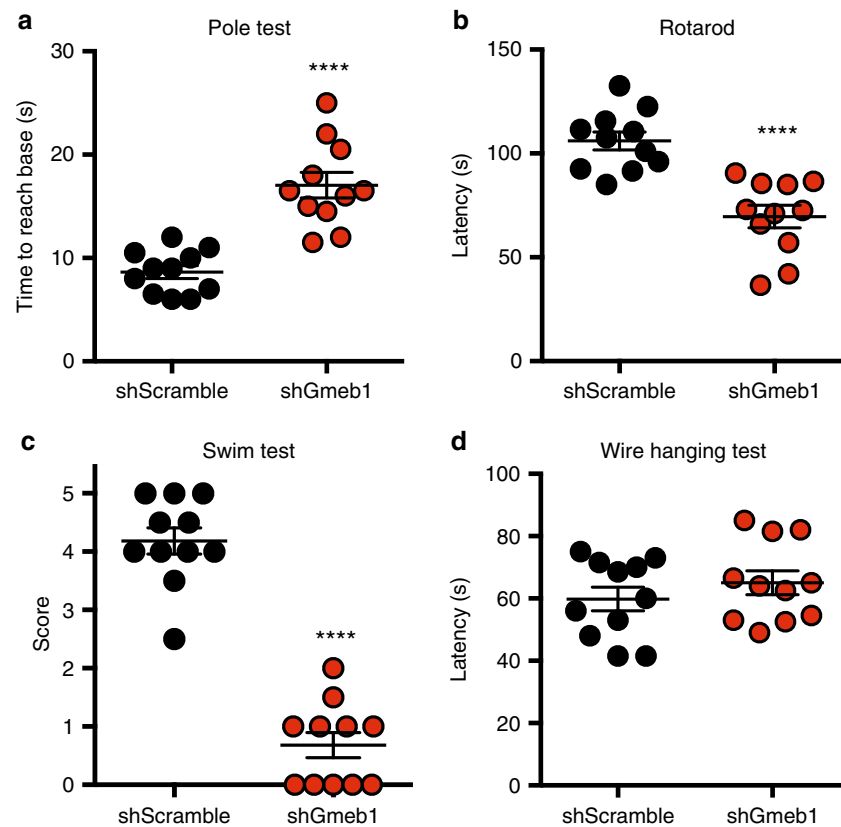 a
Pole test
30
20
10
0
Time to reach base (s)
****
shScramble
shGmeb1
b
Rotarod
150
100
50
0
Latency (s)
****
shScramble
shGmeb1
c
Swim test
5
4
3
2
1
0
Score
****
shScramble
shGmeb1
d
Wire hanging test
100
80
60
40
20
0
Latency (s)
shScramble
shGmeb1